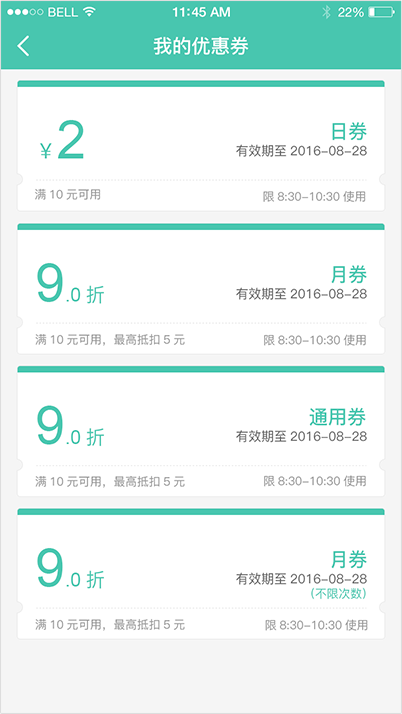 BELL 11:45 AM 22%
我的优惠券
¥2 日券
有效期至 2016-08-28
满 10 元可用 限 8:30-10:30 使用
9.0 折 月券
有效期至 2016-08-28
满 10 元可用，最高抵扣 5 元 限 8:30-10:30 使用
9.0 折 通用券
有效期至 2016-08-28
满 10 元可用，最高抵扣 5 元 限 8:30-10:30 使用
9.0 折 月券
有效期至 2016-08-28
（不限次数）
满 10 元可用，最高抵扣 5 元 限 8:30-10:30 使用